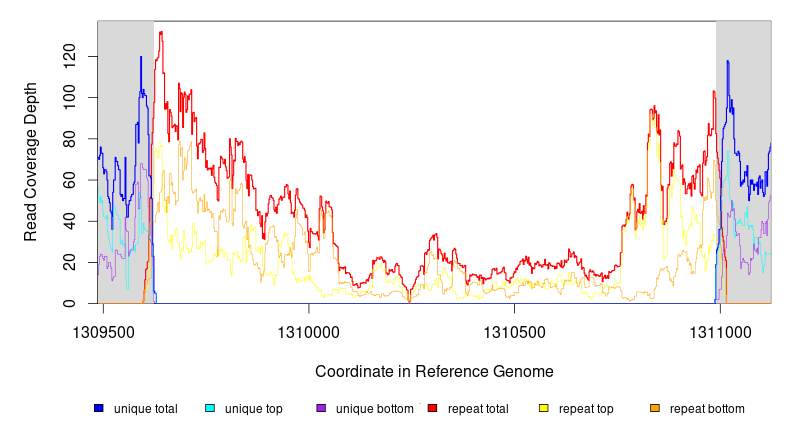 Read Coverage Depth
120
100
80
60
40
20
0
1309500 1310000 1310500 1311000
Coordinate in Reference Genome
unique total unique top unique bottom repeat total repeat top repeat bottom